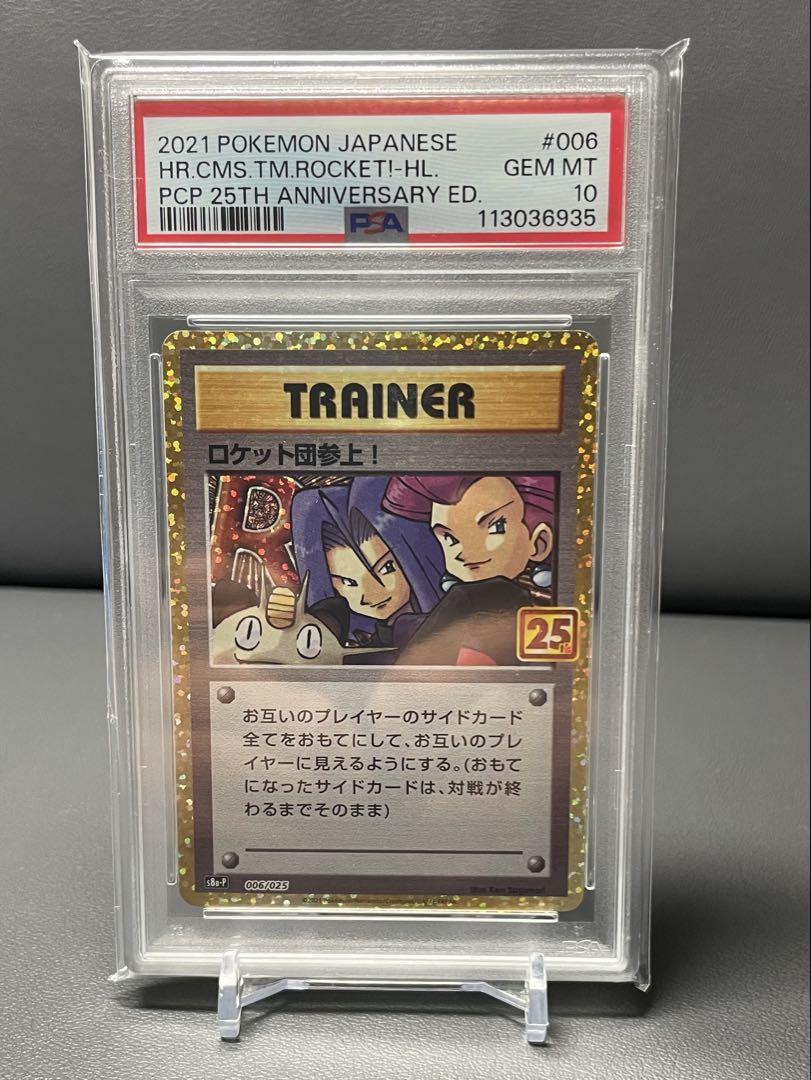 2021 POKEMON JAPANESE #006
HR.CMS.TM.ROCKET!-HL. GEM MT
PCP 25TH ANNIVERSARY ED. 10
PSA 113036935
TRAINER
ロケット団参上!
R
25
お互いのプレイヤーのサイドカード
全てをおもてにして、お互いのプレ
イヤーに見えるようにする。(おもて
になったサイドカードは、対戦が終
わるまでそのまま)
s8a-P 006/025
Illus. Ken Sugimori